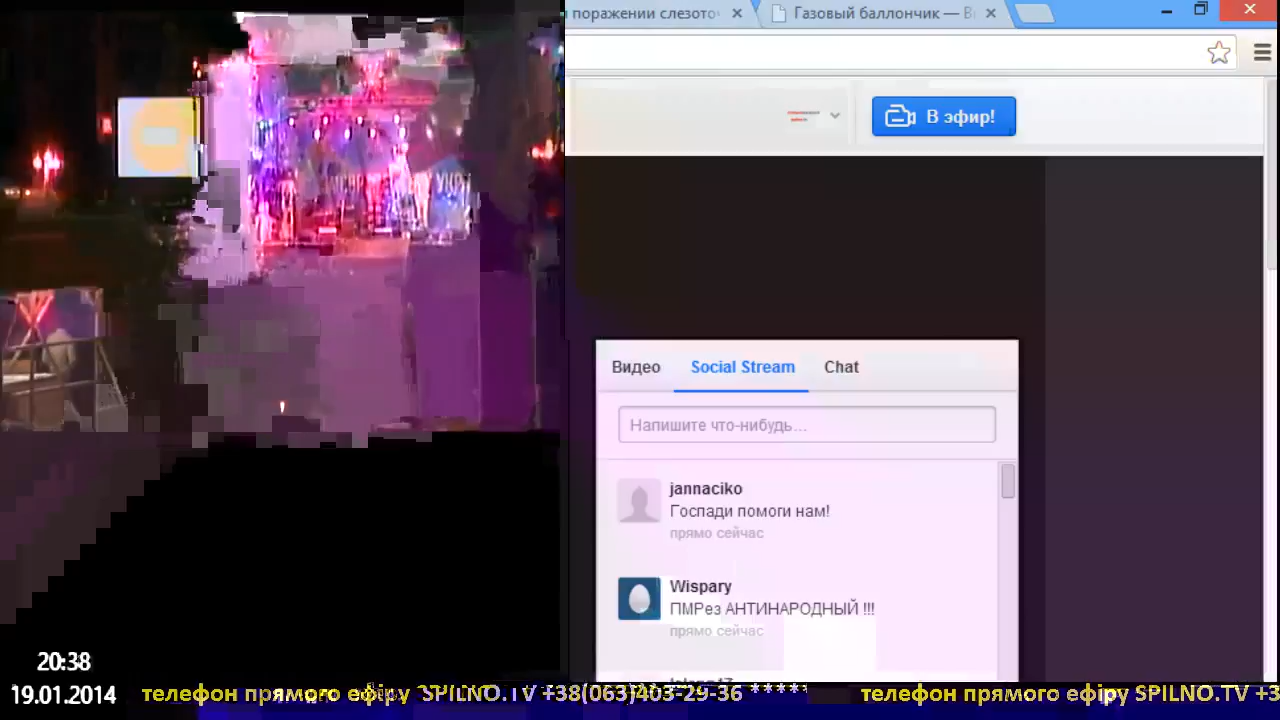 поражении слезоточ
Газовый баллончик — В
В эфир!
Видео
Social Stream
Chat
Напишите что-нибудь...
jannaciko
Госпади помоги нам!
прямо сейчас
Wispary
ПМРез АНТИНАРОДНЫЙ !!!
прямо сейчас
20:38
19.01.2014
телефон прямого ефіру SPILNO.TV +38(063)403-29-36 ***** телефон прямого ефіру SPILNO.TV +3